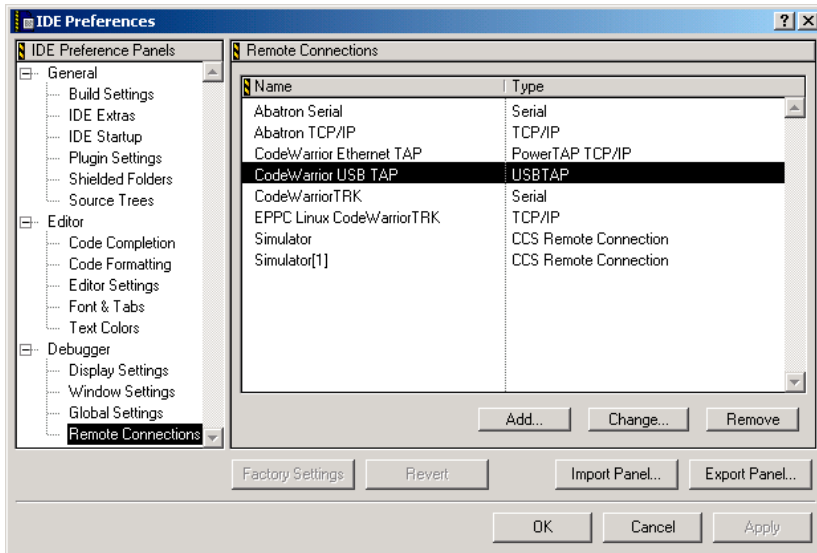 IDE Preferences
IDE Preference Panels
General
Build Settings
IDE Extras
IDE Startup
Plugin Settings
Shielded Folders
Source Trees
Editor
Code Completion
Code Formatting
Editor Settings
Font & Tabs
Text Colors
Debugger
Display Settings
Window Settings
Global Settings
Remote Connections
Remote Connections
Name Type
Abatron Serial Serial
Abatron TCP/IP TCP/IP
CodeWarrior Ethernet TAP PowerTAP TCP/IP
CodeWarrior USB TAP USBTAP
CodeWarriorTRK Serial
EPPC Linux CodeWarriorTRK TCP/IP
Simulator CCS Remote Connection
Simulator[1] CCS Remote Connection
Add... Change... Remove
Factory Settings Revert Import Panel... Export Panel...
OK Cancel Apply